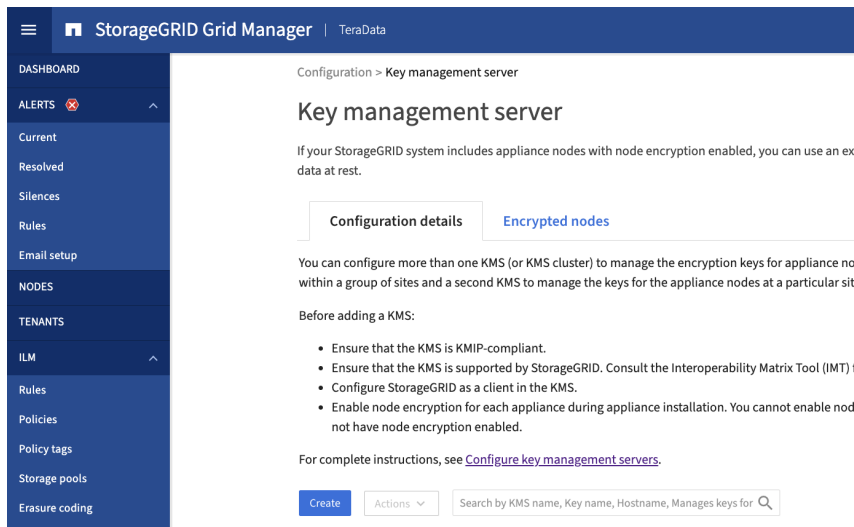 StorageGRID Grid Manager | TeraData
DASHBOARD
ALERTS
Current
Resolved
Silences
Rules
Email setup
NODES
TENANTS
ILM
Rules
Policies
Policy tags
Storage pools
Erasure coding
Configuration > Key management server
Key management server
If your StorageGRID system includes appliance nodes with node encryption enabled, you can use an ex
data at rest.
Configuration details
Encrypted nodes
You can configure more than one KMS (or KMS cluster) to manage the encryption keys for appliance no
within a group of sites and a second KMS to manage the keys for the appliance nodes at a particular sit
Before adding a KMS:
• Ensure that the KMS is KMIP-compliant.
• Ensure that the KMS is supported by StorageGRID. Consult the Interoperability Matrix Tool (IMT)
• Configure StorageGRID as a client in the KMS.
• Enable node encryption for each appliance during appliance installation. You cannot enable nod
not have node encryption enabled.
For complete instructions, see Configure key management servers.
Create
Actions
Search by KMS name, Key name, Hostname, Manages keys for